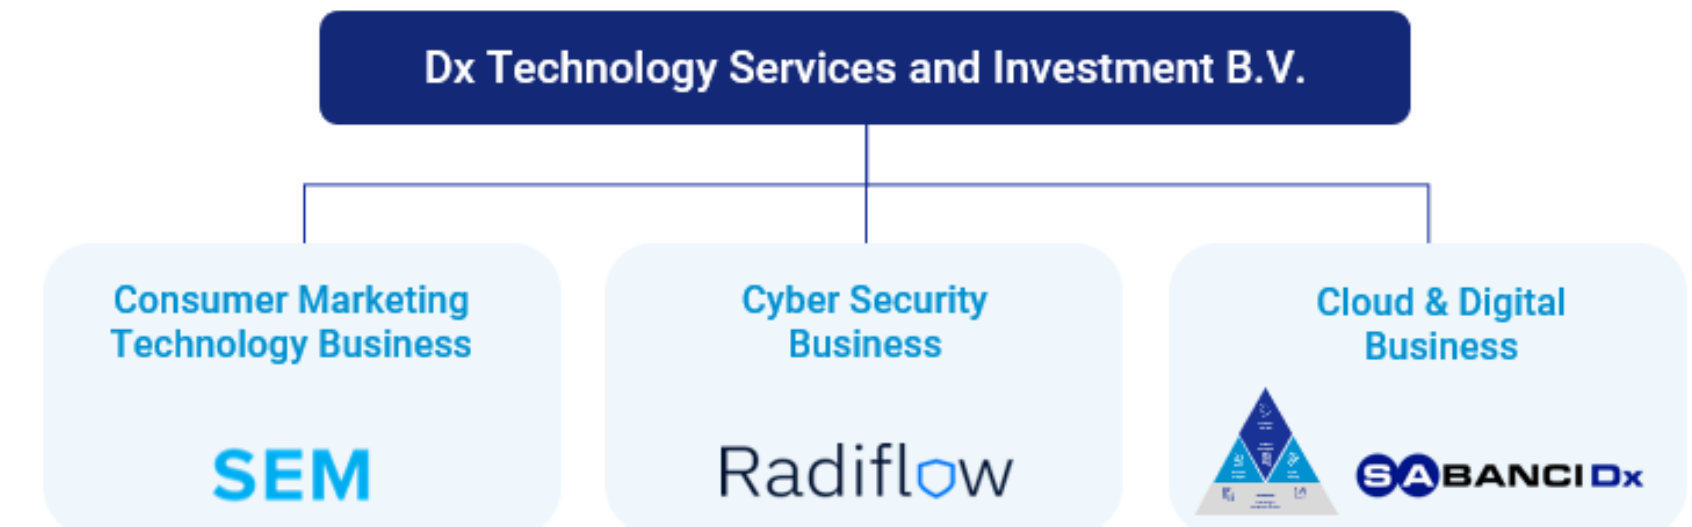 Dx Technology Services and Investment B.V.
Consumer Marketing
Technology Business
SEM
Cyber Security
Business
Radiflow
Cloud & Digital
Business
SABANCI Dx